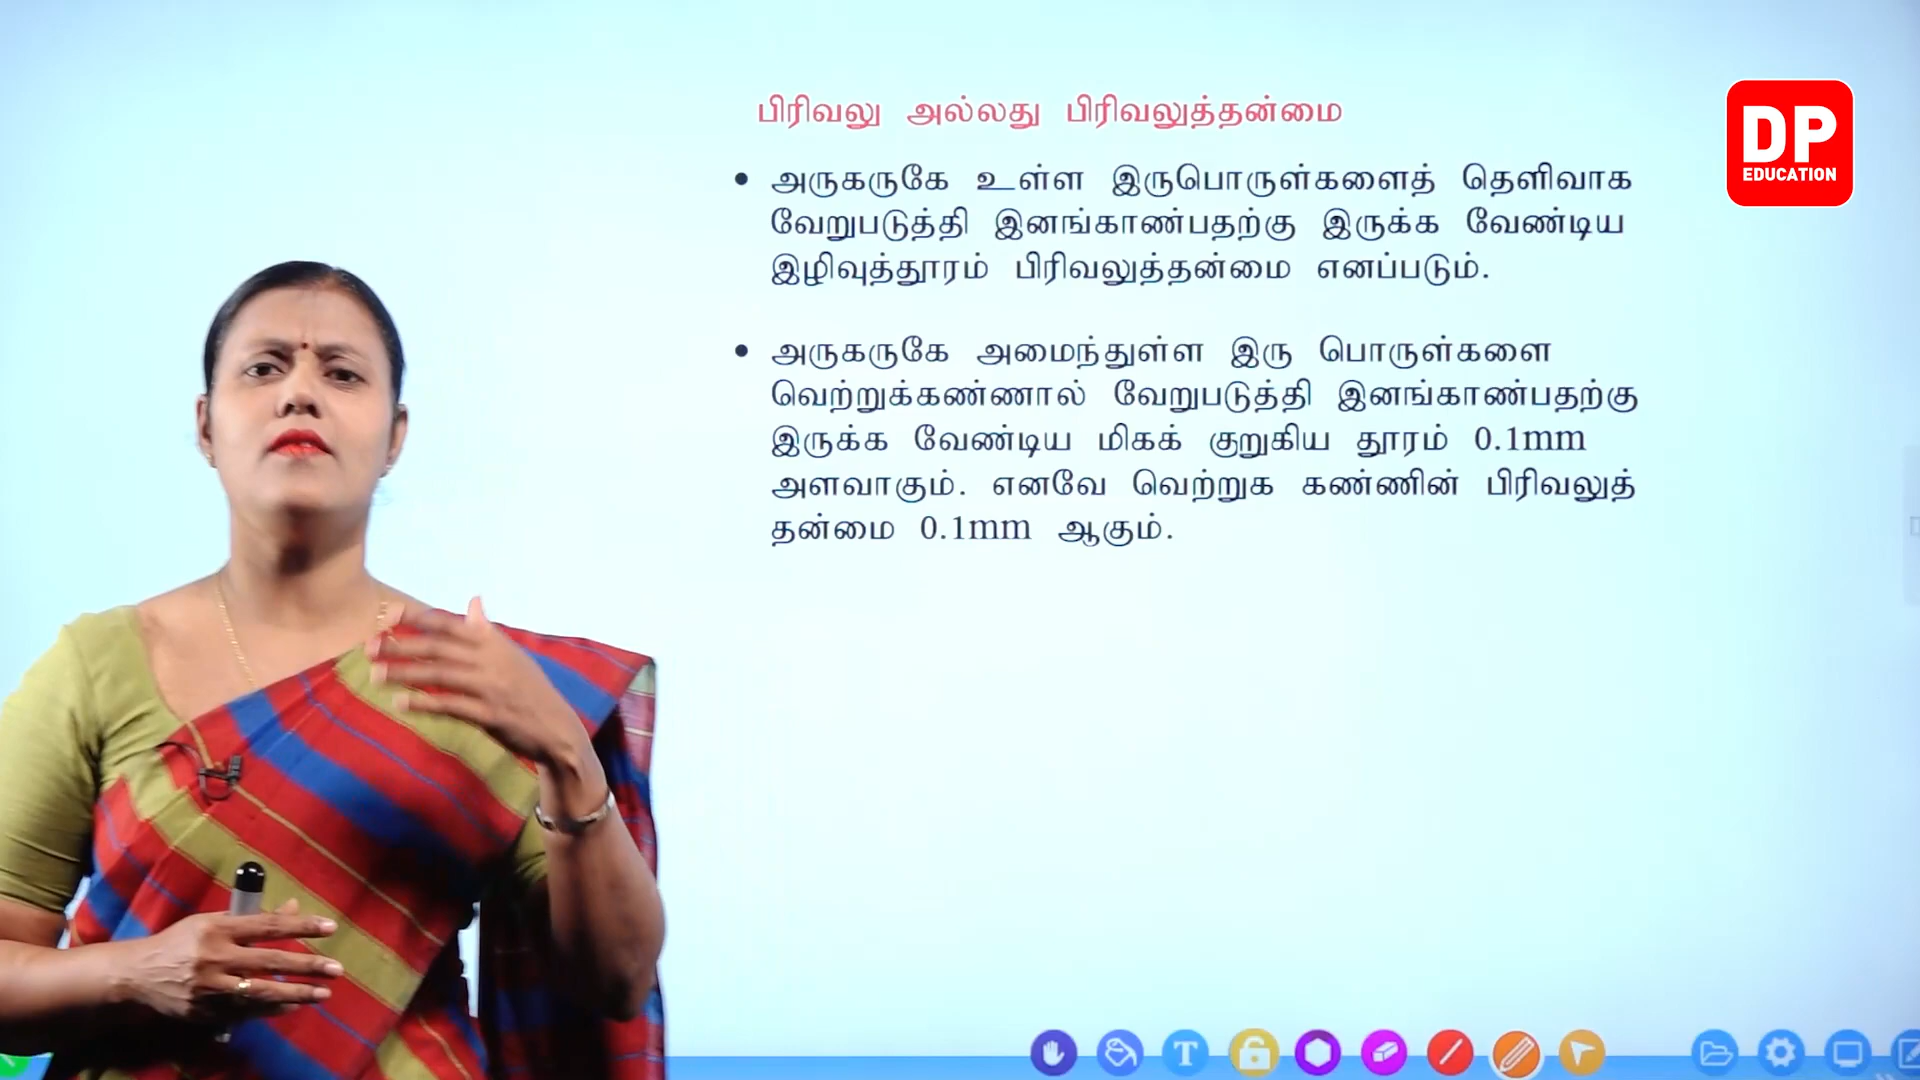 பிரிவலு அல்லது பிரிவலுத்தன்மை
• அருகருகே உள்ள இருபொருள்களைத் தெளிவாக
வேறுபடுத்தி இனங்காண்பதற்கு இருக்க வேண்டிய
இழிவுத்தூரம் பிரிவலுத்தன்மை எனப்படும்.
• அருகருகே அமைந்துள்ள இரு பொருள்களை
வெற்றுக்கண்ணால் வேறுபடுத்தி இனங்காண்பதற்கு
இருக்க வேண்டிய மிகக் குறுகிய தூரம் 0.1mm
அளவாகும். எனவே வெற்றுக கண்ணின் பிரிவலுத்
தன்மை 0.1mm ஆகும்.
DP
EDUCATION
T